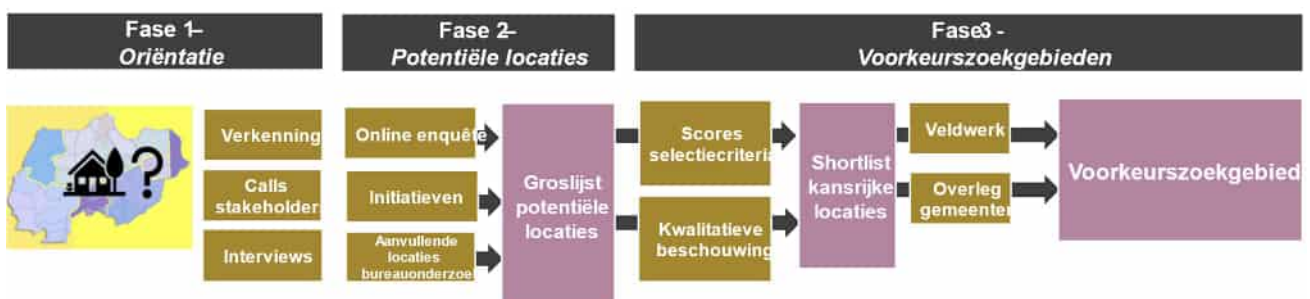 Fase 1–
Oriëntatie
Fase 2–
Potentiële locaties
Fase3 -
Voorkeurszoekgebieden
?
Verkenning
Calls
stakeholder
Interviews
Online enquête
Initiatieven
Aanvullende
locaties
bureauonderzoek
Groslijst
potentiële
locaties
Scores
selectiecriteria
Kwalitatieve
beschouwing
Shortlist
kansrijke
locaties
Veldwerk
Overleg
gemeenten
Voorkeurszoekgebied